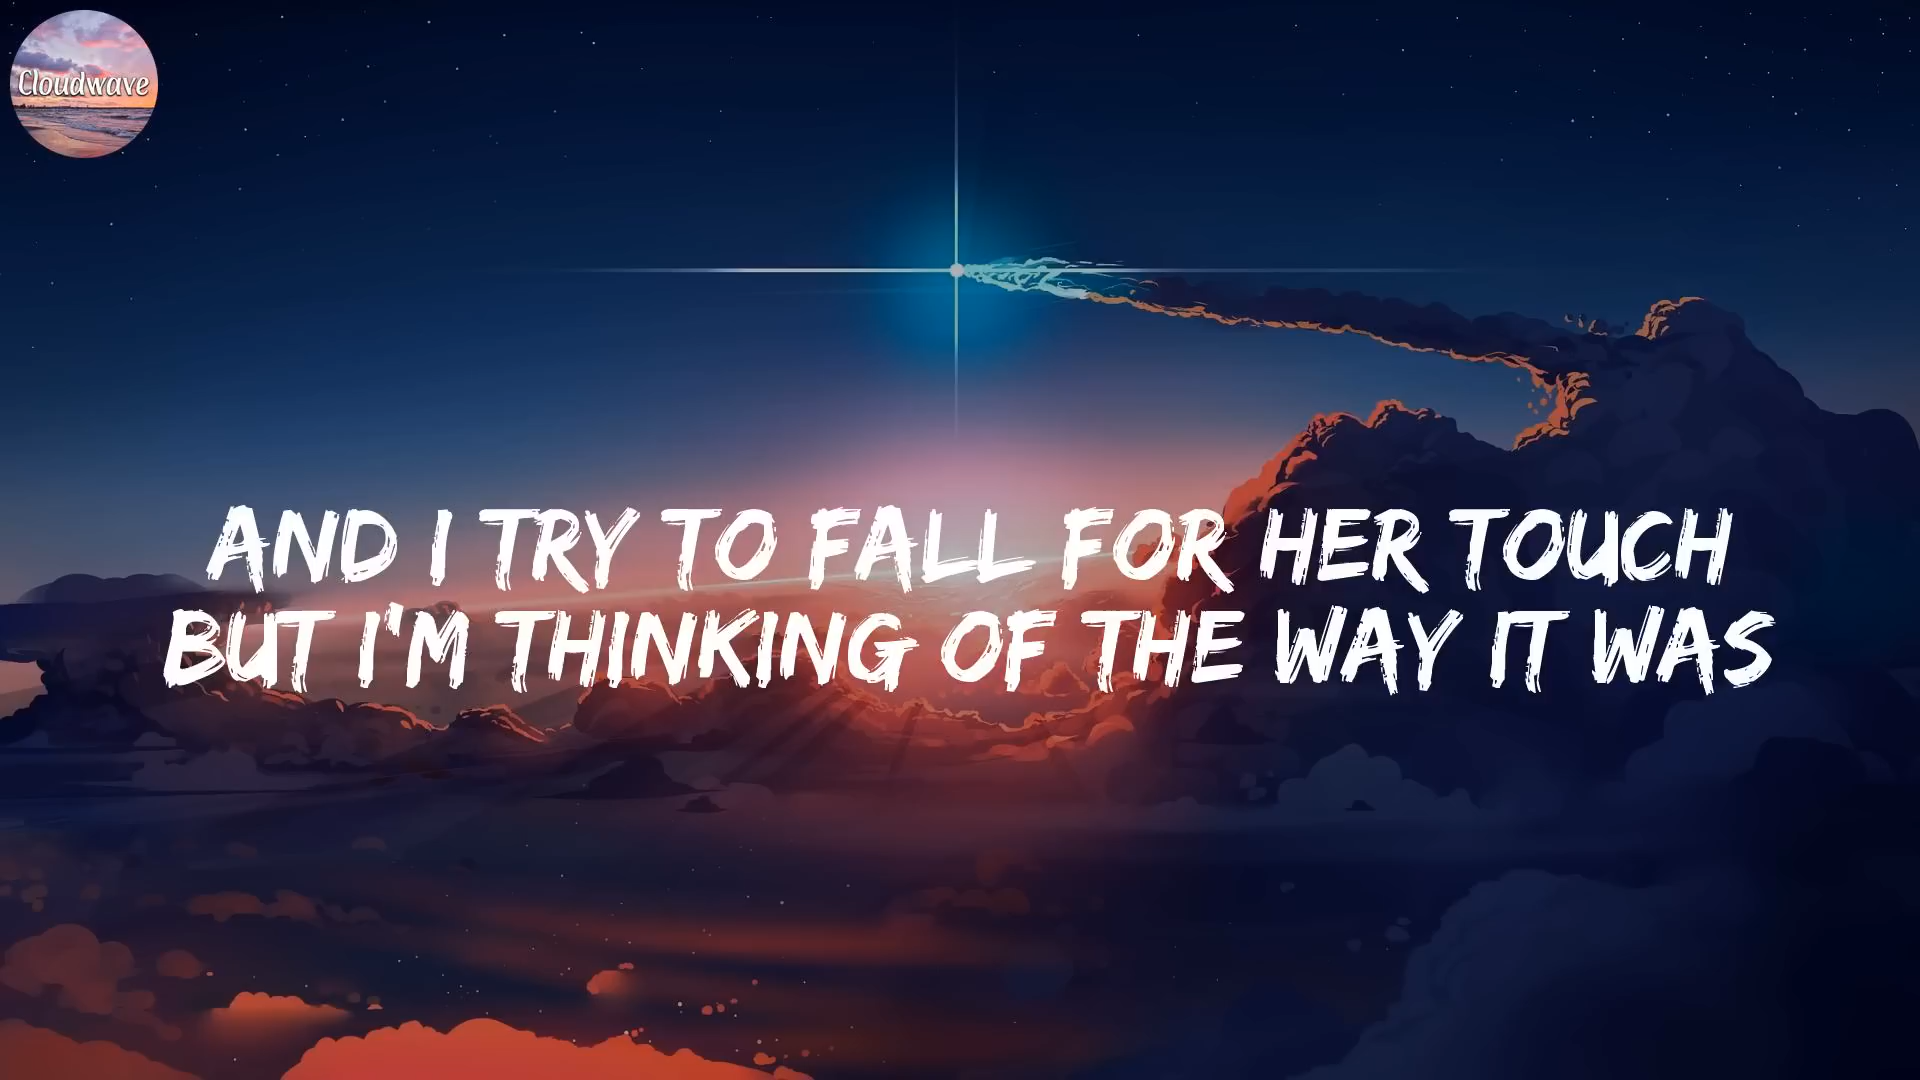 Cloudwave
AND I TRY TO FALL FOR HER TOUCH
BUT I'M THINKING OF THE WAY IT WAS